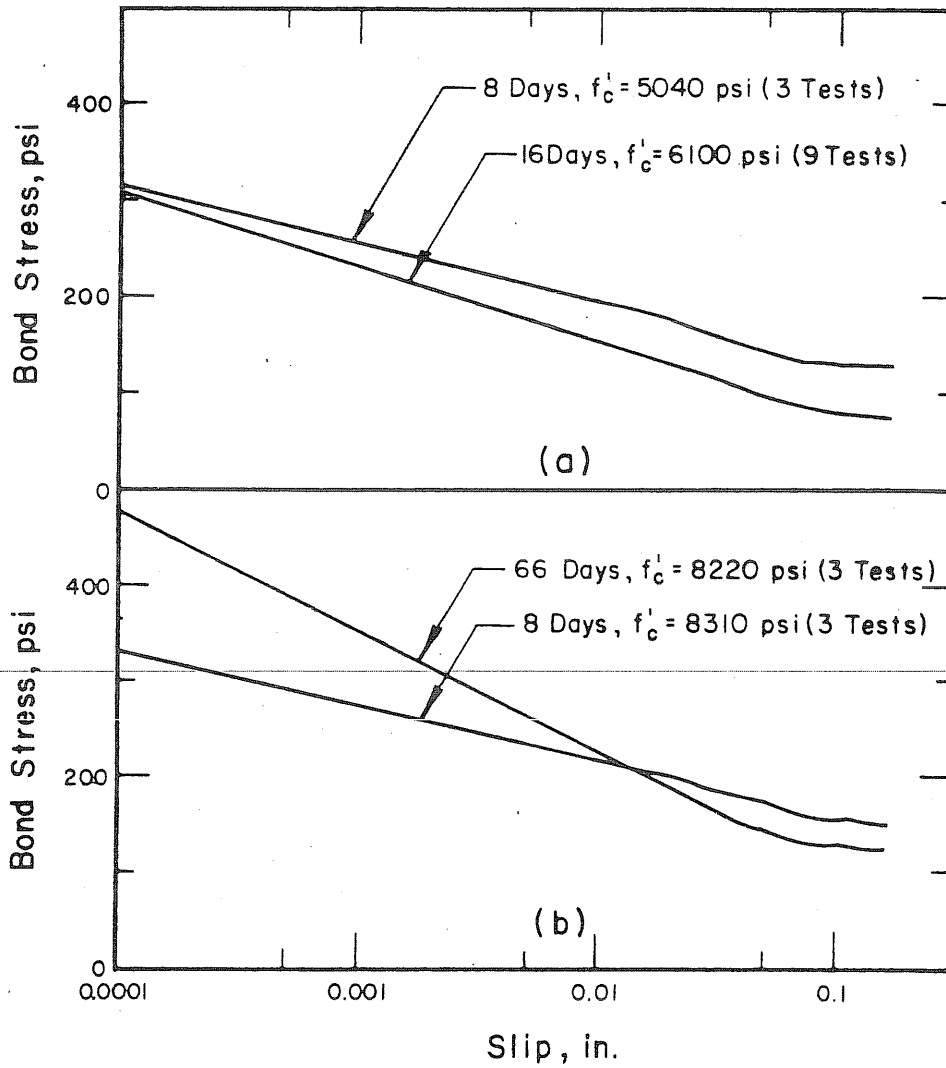 400
200
0
Bond Stress, psi
8 Days, f'c = 5040 psi (3 Tests)
16 Days, f'c = 6100 psi (9 Tests)
(a)
400
200
0
Bond Stress, psi
66 Days, f'c = 8220 psi (3 Tests)
8 Days, f'c = 8310 psi (3 Tests)
(b)
0.0001
0.001
0.01
0.1
Slip, in.